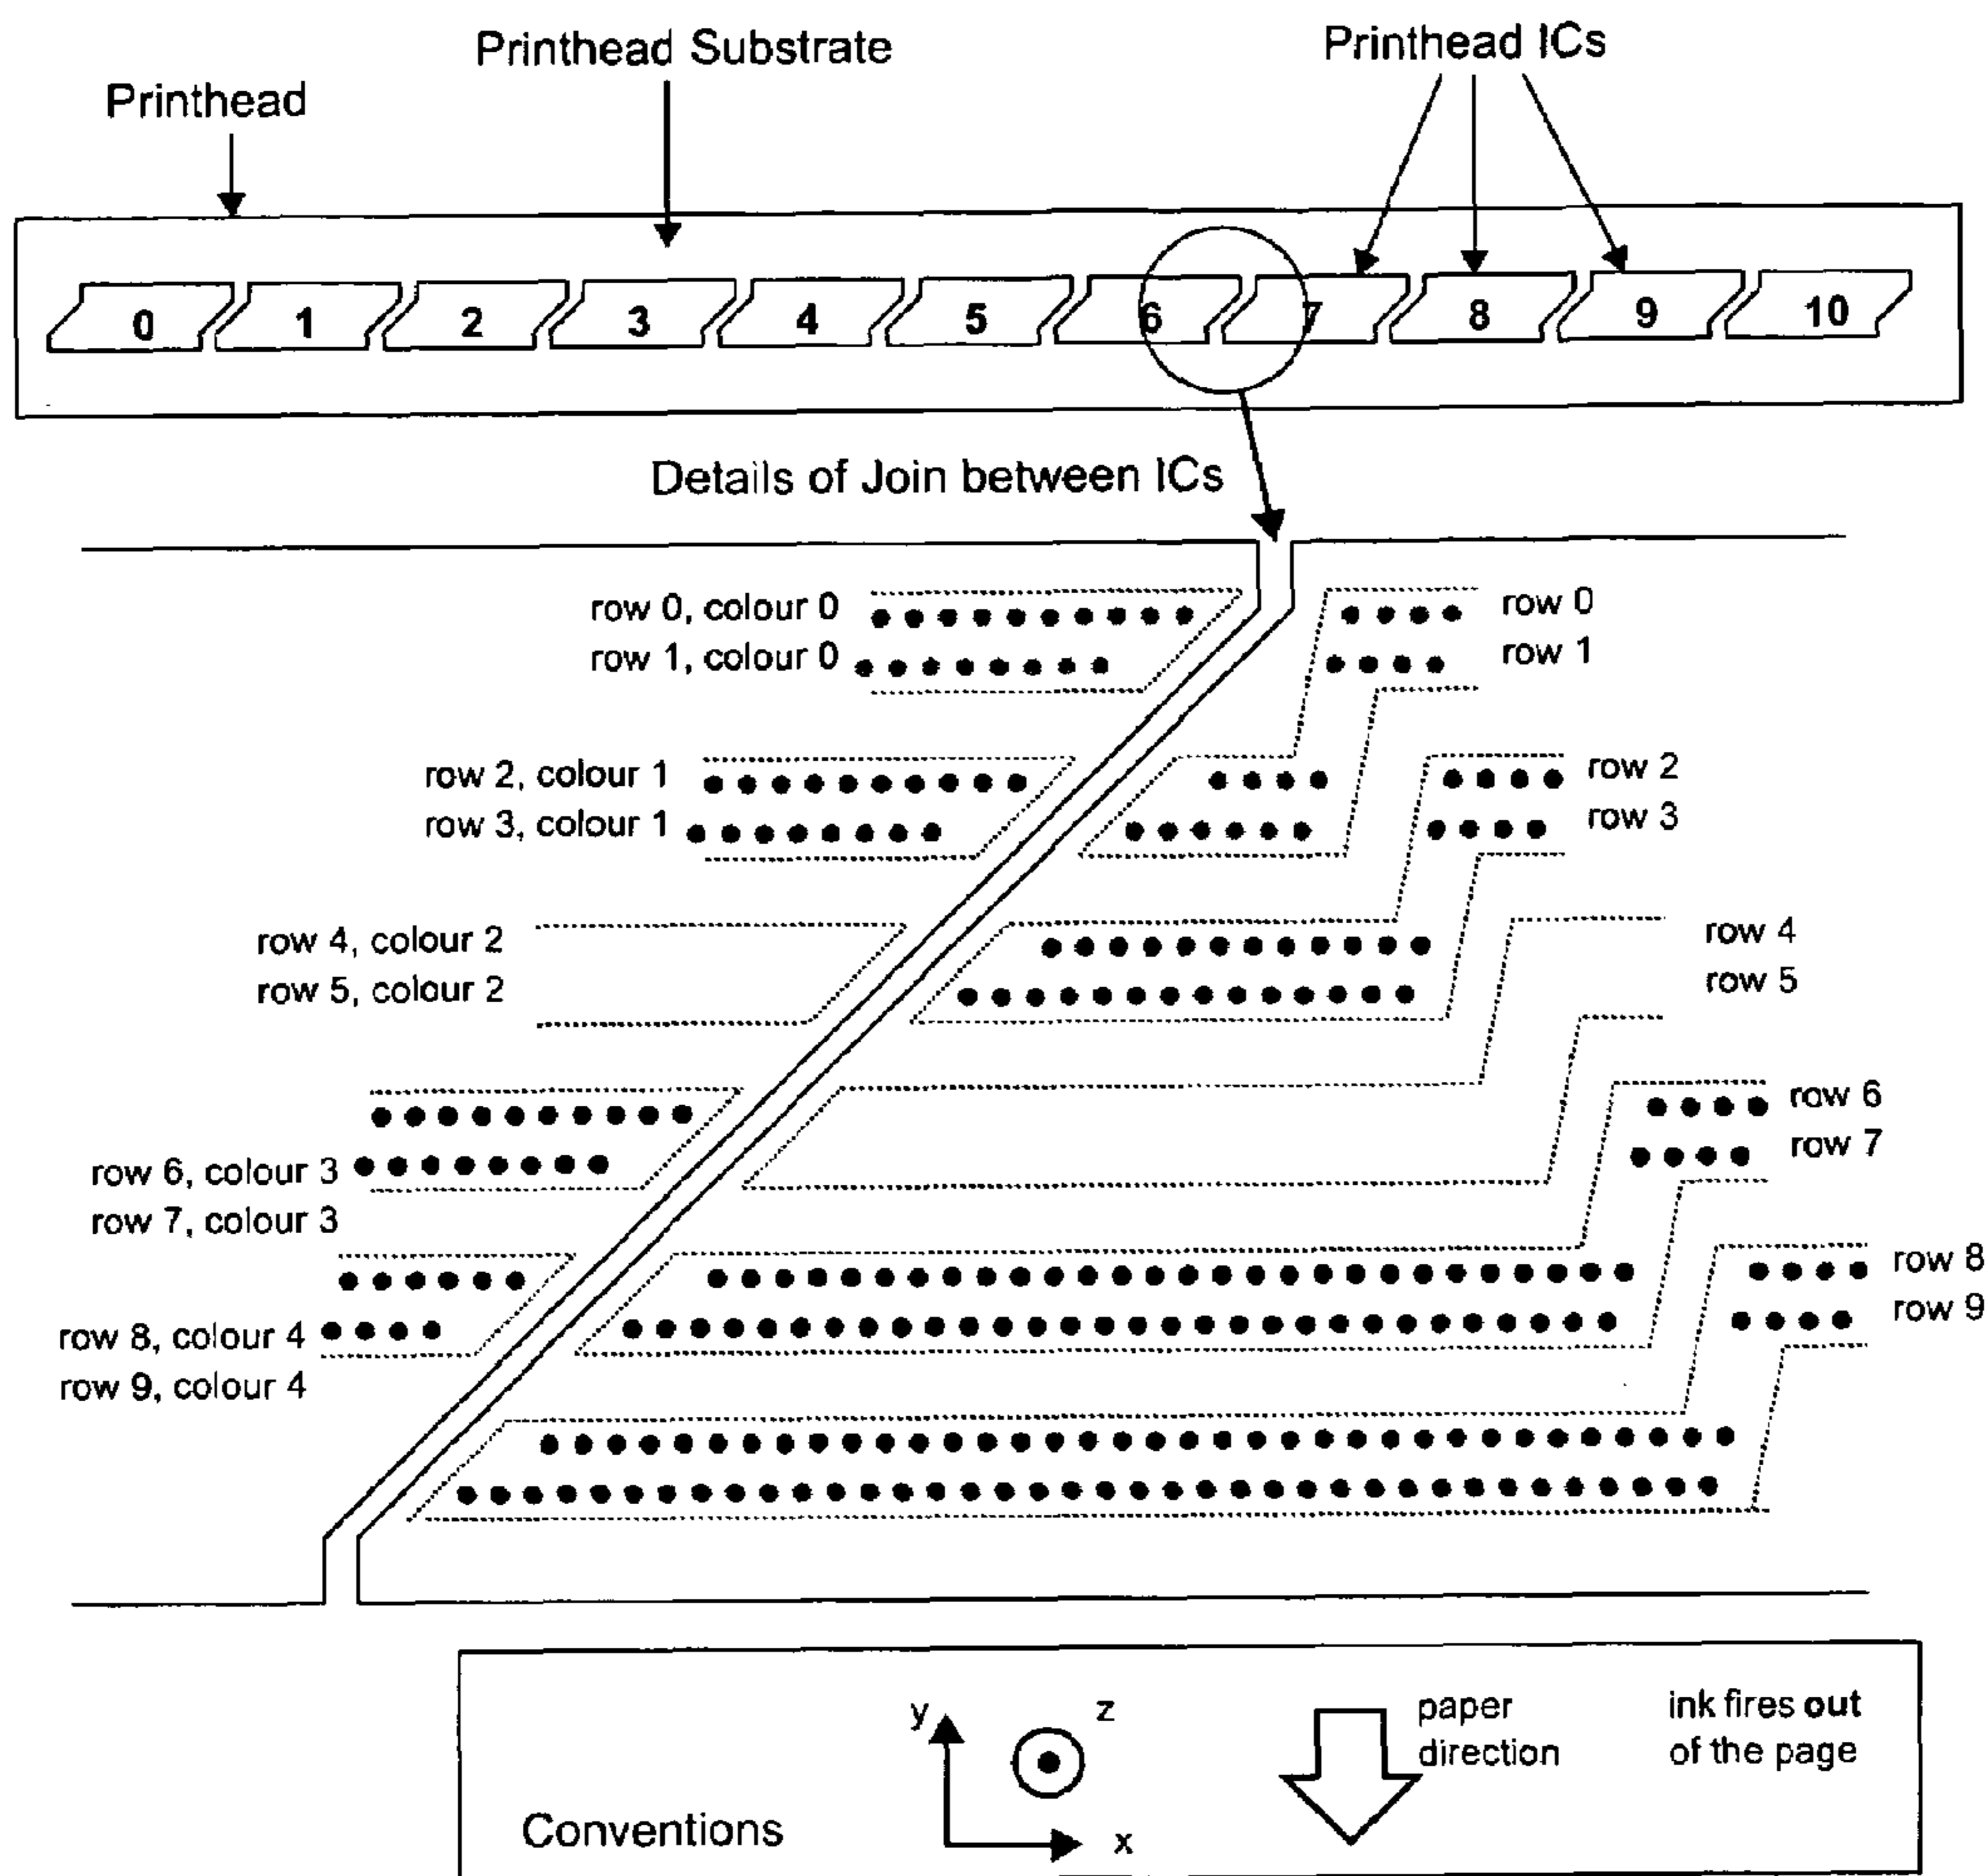 Printhead Substrate
Printhead ICs
Printhead
0 1 2 3 4 5 6 7 8 9 10
Details of Join between ICs
row 0, colour 0
row 0
row 1, colour 0
row 1
row 2, colour 1
row 2
row 3, colour 1
row 3
row 4, colour 2
row 4
row 5, colour 2
row 5
row 6
row 7
row 6, colour 3
row 7, colour 3
row 8
row 9
row 8, colour 4
row 9, colour 4
y
z
x
paper
direction
ink fires out
of the page
Conventions